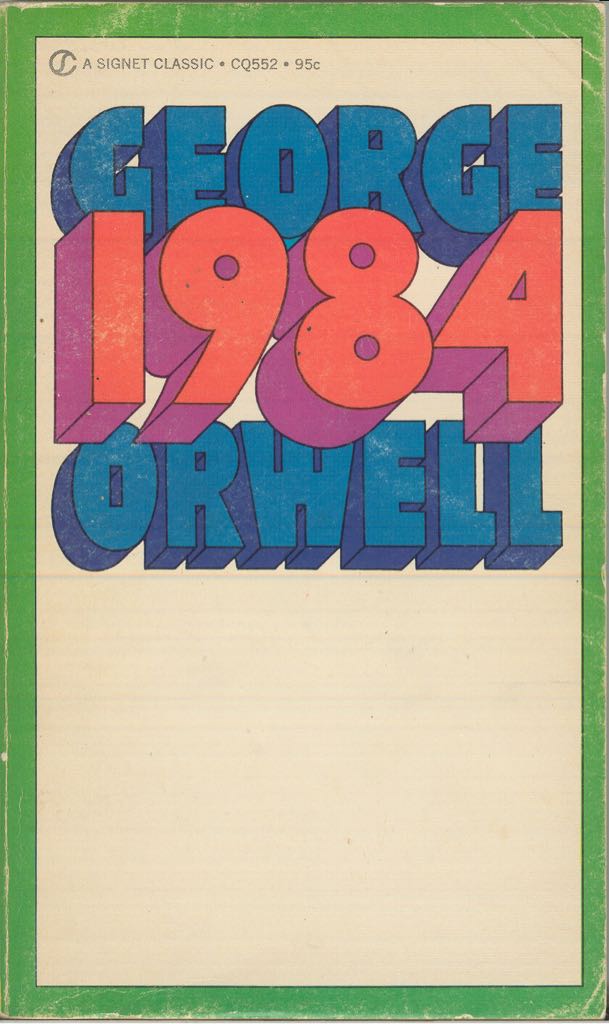 A SIGNET CLASSIC • CQ552 • 95c
GEORGE
1984
ORWELL